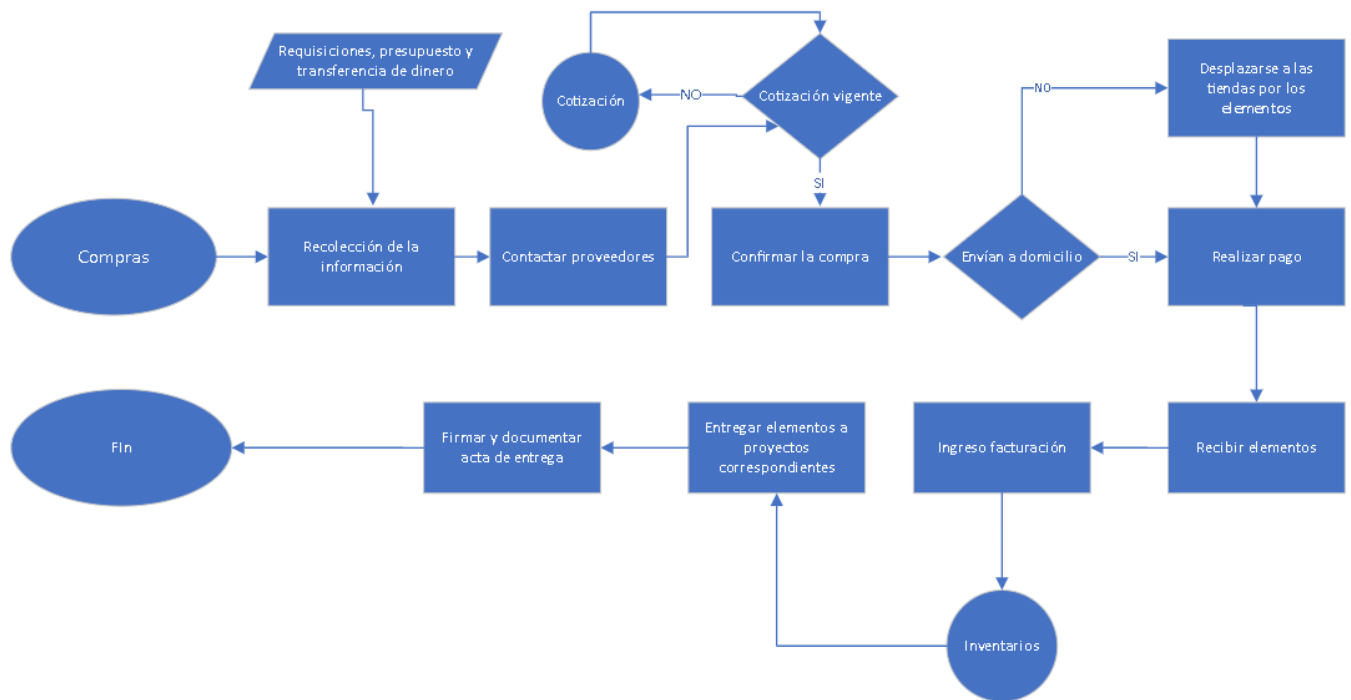 Requisiciones, presupuesto y
transferencia de dinero
Cotización
NO
Cotización vigente
NO
Desplazarse a las
tiendas por los
elementos
SI
Compras
Recolección de la
información
Contactar proveedores
Confirmar la compra
Envían a domicilio
SI
Realizar pago
FIn
Firmar y documentar
acta de entrega
Entregar elementos a
proyectos
correspondientes
Ingreso facturación
Recibir elementos
Inventarios